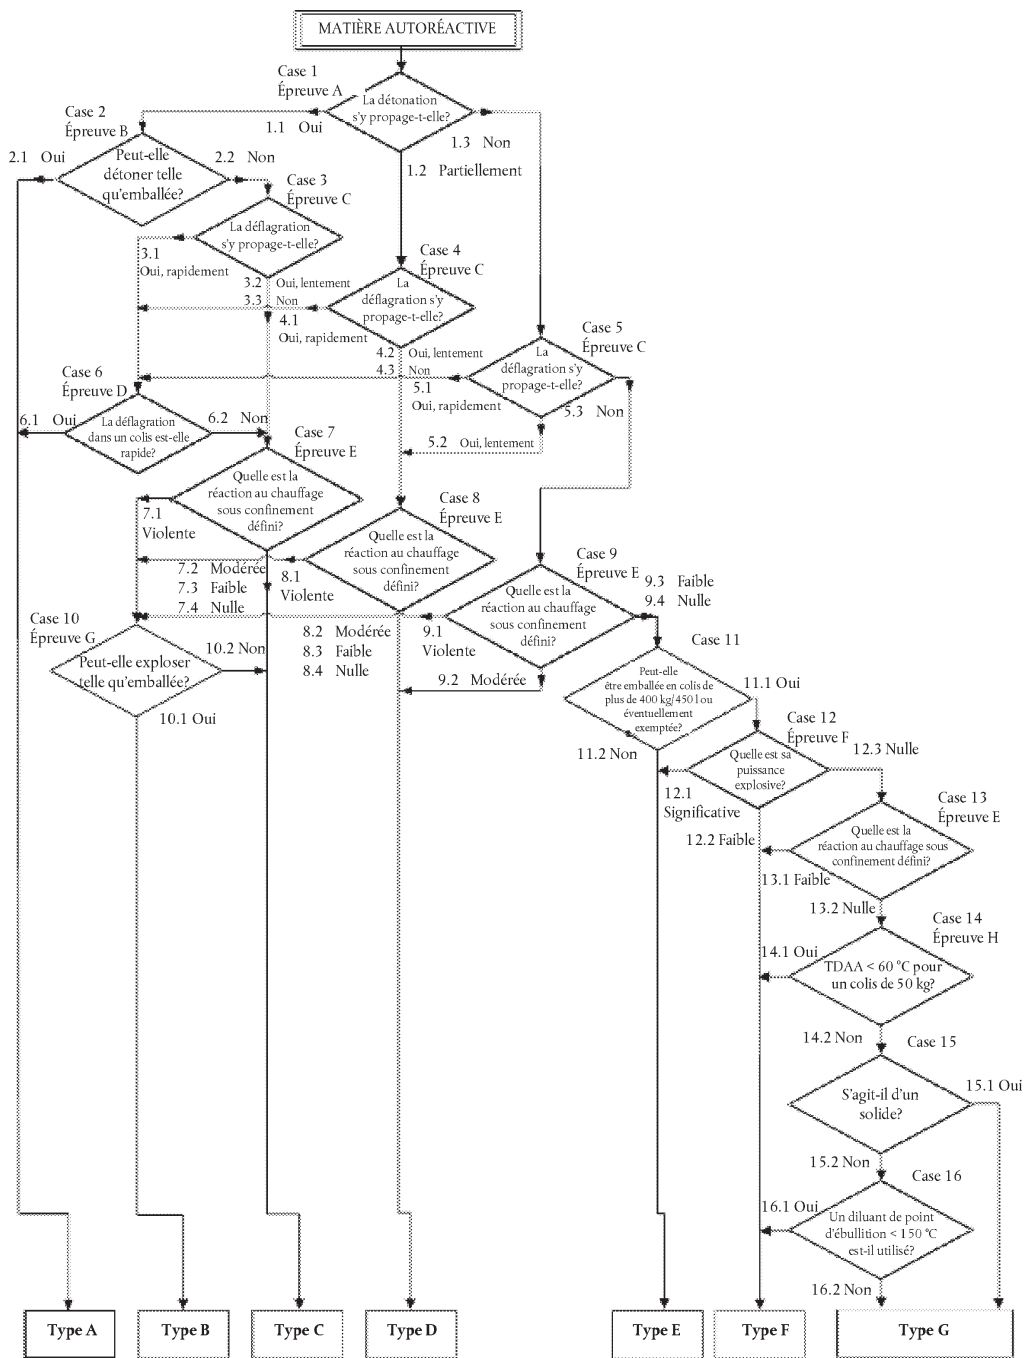 MATIÈRE AUTORÉACTIVE
Case 1
Épreuve A
La détonation
s'y propage-t-elle?
1.1 Oui
1.3 Non
1.2 Partiellement
Case 2
Épreuve B
2.1 Oui
Peut-elle
détoner telle
qu'emballée?
2.2 Non
Case 3
Épreuve C
La déflagration
s'y propage-t-elle?
3.1
Oui, rapidement
3.2 Oui, lentement
3.3 Non
Case 4
Épreuve C
La
déflagration s'y
propage-t-elle?
4.1
Oui, rapidement
4.2 Oui, lentement
4.3 Non
Case 5
Épreuve C
La
déflagration s'y
propage-t-elle?
5.1
Oui, rapidement
5.3 Non
5.2 Oui, lentement
Case 6
Épreuve D
6.1 Oui
La déflagration
dans un colis est-elle
rapide?
6.2 Non
Case 7
Épreuve E
Quelle est la
réaction au chauffage
sous confinement
défini?
7.1
Violente
7.2 Modérée
7.3 Faible
7.4 Nulle
Case 8
Épreuve E
Quelle est la
réaction au chauffage
sous confinement
défini?
8.1
Violente
8.2 Modérée
8.3 Faible
8.4 Nulle
Case 9
Épreuve E
Quelle est la
réaction au chauffage
sous confinement
défini?
9.1
Violente
9.2 Modérée
9.3 Faible
9.4 Nulle
Case 10
Épreuve G
Peut-elle exploser
telle qu'emballée?
10.2 Non
10.1 Oui
Case 11
Peut-elle
être emballée en colis de
plus de 400 kg/450 l ou
éventuellement
exemptée?
11.1 Oui
11.2 Non
Case 12
Épreuve F
Quelle est sa
puissance
explosive?
12.3 Nulle
12.1
Significative
12.2 Faible
Case 13
Épreuve E
Quelle est la
réaction au chauffage sous
confinement défini?
13.1 Faible
13.2 Nulle
Case 14
Épreuve H
14.1 Oui
TDAA < 60 °C pour
un colis de 50 kg?
14.2 Non
Case 15
S'agit-il d'un
solide?
15.1 Oui
15.2 Non
Case 16
16.1 Oui
Un diluant de point
d'ébullition < 150 °C
est-il utilisé?
16.2 Non
Type A
Type B
Type C
Type D
Type E
Type F
Type G